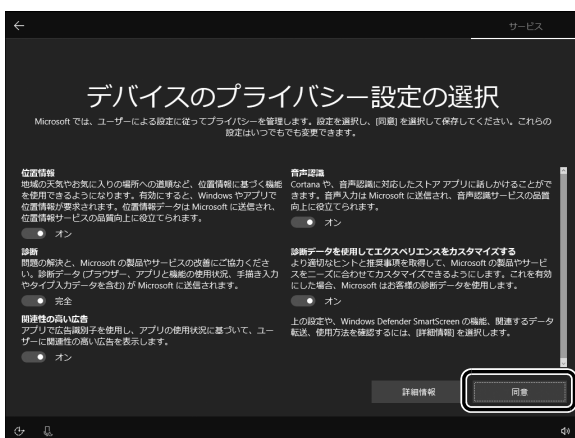 サービス
デバイスのプライバシー設定の選択
Microsoft では、ユーザーによる設定に従ってプライバシーを管理します。設定を選択し、[同意] を選択して保存してください。これらの
設定はいつでもでも変更できます。
位置情報
地域の天気やお気に入りの場所への道順など、位置情報に基づく機能
を使用できるようになります。有効にすると、Windows やアプリで
位置情報が要求されます。位置情報データは Microsoft に送信され、
位置情報サービスの品質向上に役立てられます。
オン
診断
問題の解決と、Microsoft の製品やサービスの改善にご協力くださ
い。診断データ (ブラウザー、アプリと機能の使用状況、手描き入力
やタイプ入力データを含む) が Microsoft に送信されます。
完全
関連性の高い広告
アプリで広告識別子を使用し、アプリの使用状況に基づいて、ユー
ザーに関連性の高い広告を表示します。
オン
音声認識
Cortana や、音声認識に対応したストア アプリに話しかけることがで
きます。音声入力は Microsoft に送信され、音声認識サービスの品質
向上に役立てられます。
オン
診断データを使用してエクスペリエンスをカスタマイズする
より適切なヒントと推奨事項を取得して、Microsoft の製品やサービ
スをニーズに合わせてカスタマイズできるようにします。これを有効
にした場合、Microsoft はお客様の診断データを使用します。
オン
上の設定や、Windows Defender SmartScreen の機能、関連するデータ
転送、使用方法を確認するには、[詳細情報] を選択します。
詳細情報
同意